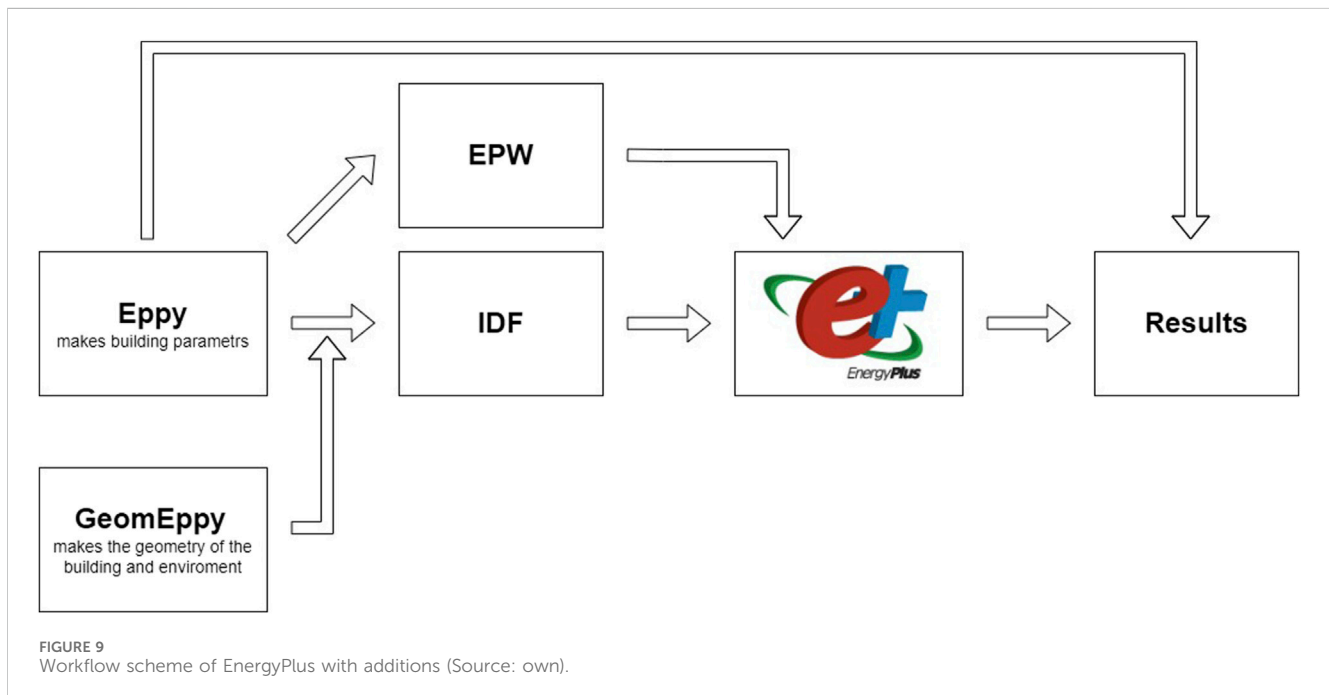 EPW
Eppy
makes building parametrs
IDF
e+
EnergyPlus
Results
GeomEppy
makes the geometry of the
building and enviroment
FIGURE 9
Workflow scheme of EnergyPlus with additions (Source: own).